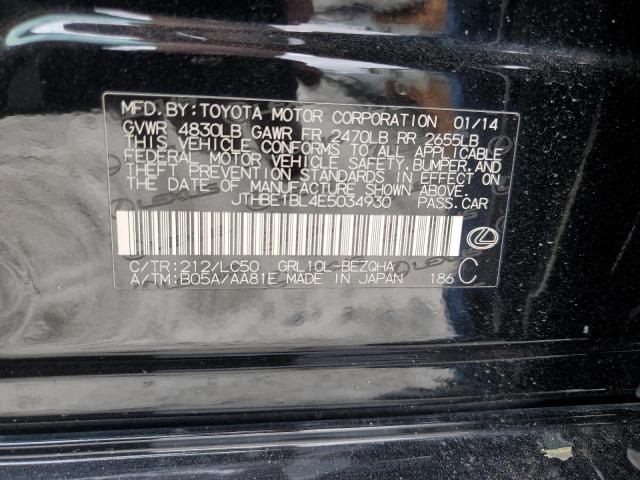 MFD. BY: TOYOTA MOTOR CORPORATION 01/14
GVWR 4830LB GAWR FR 2470LB RR 2655LB
THIS VEHICLE CONFORMS TO ALL APPLICABLE
FEDERAL MOTOR VEHICLE SAFETY, BUMPER, AND
THEFT PREVENTION STANDARDS IN EFFECT
ON THE DATE OF MANUFACTURE SHOWN ABOVE.
JTHBE1BL4E5034930 PASS. CAR
C/TR: 212/LC50 GRL10L-BEZQHA
A/TM: B05A/AA81E MADE IN JAPAN 186 C